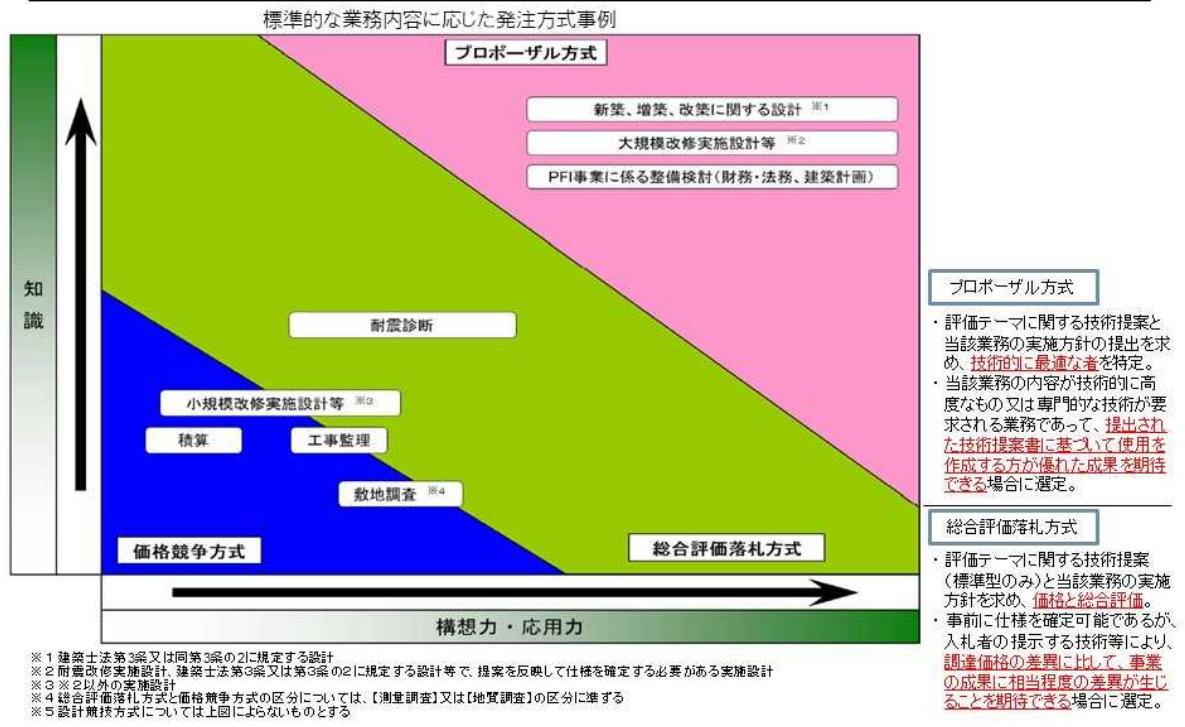 標準的な業務内容に応じた発注方式事例
プロポーザル方式
新築、増築、改築に関する設計 ※1
大規模改修実施設計等 ※2
PFI事業に係る整備検討(財務・法務、建築計画)
知
識
耐震診断
小規模改修実施設計等 ※3
積算
工事監理
敷地調査 ※4
価格競争方式
総合評価落札方式
構想力・応用力
プロポーザル方式
・評価テーマに関する技術提案と
当該業務の実施方針の提出を求
め、技術的に最適な者を特定。
・当該業務の内容が技術的に高
度なもの又は専門的な技術が要
求される業務であって、提出され
た技術提案書に基づいて使用を
作成する方が優れた成果を期待
できる場合に選定。
総合評価落札方式
・評価テーマに関する技術提案
(標準型のみ)と当該業務の実施
方針を求め、価格と総合評価。
・事前に仕様を確定可能であるが、
入札者の提示する技術等により、
調達価格の差異に比して、事業
の成果に相当程度の差異が生じ
ることを期待できる場合に選定。
※1 建築士法第3条又は同第3条の2に規定する設計
※2 耐震改修実施設計、建築士法第3条又は第3条の2に規定する設計等で、提案を反映して仕様を確定する必要がある実施設計
※3 ※2以外の実施設計
※4 総合評価落札方式と価格競争方式の区分については、【測量調査】又は【地質調査】の区分に準ずる
※5 設計競技方式については上図によらないものとする